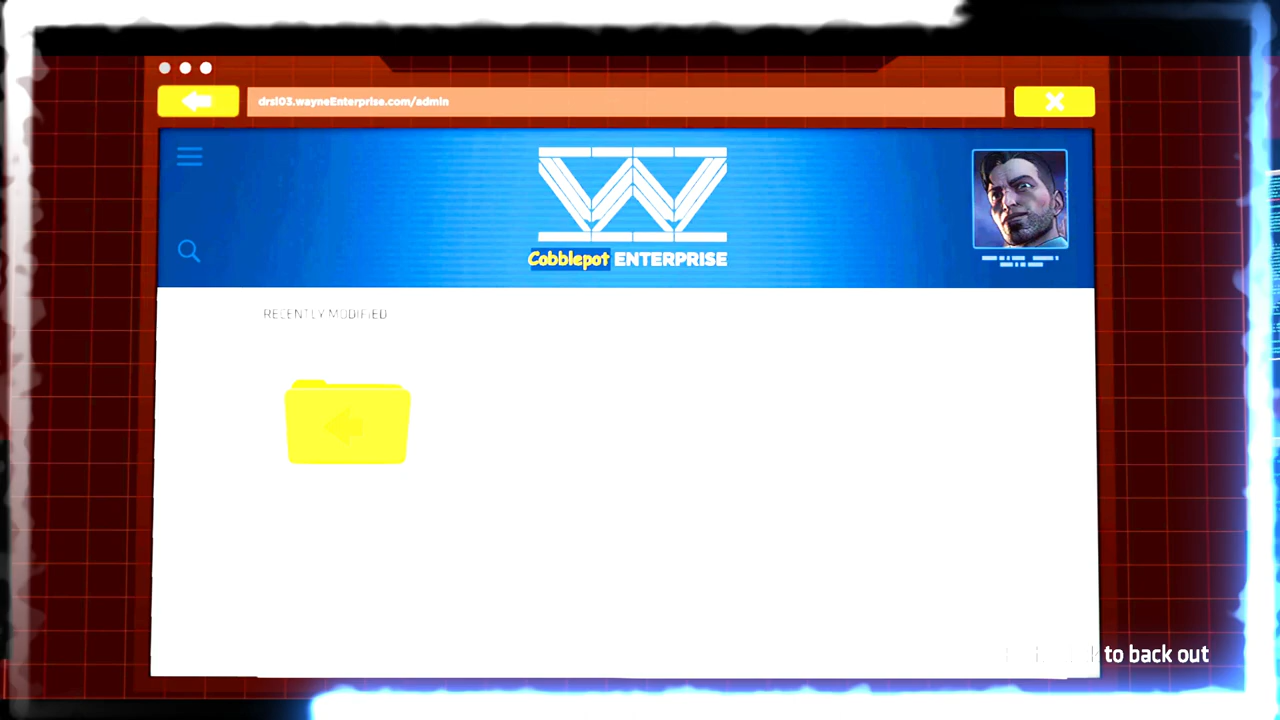 drsl03.wayneEnterprise.com/admin
Cobblepot ENTERPRISE
RECENTLY MODIFIED
to back out